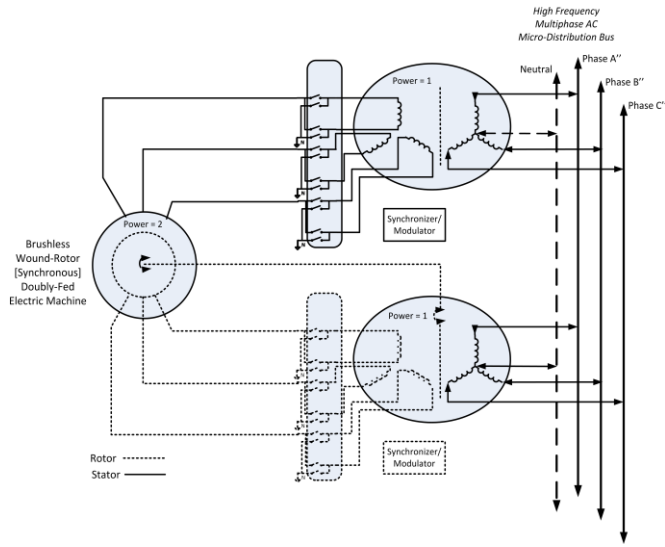 High Frequency
Multiphase AC
Micro-Distribution Bus
Neutral
Phase A''
Phase B''
Phase C''
Power = 1
Synchronizer/
Modulator
Power = 2
Brushless
Wound-Rotor
[Synchronous]
Doubly-Fed
Electric Machine
Power = 1
Synchronizer/
Modulator
Rotor
Stator